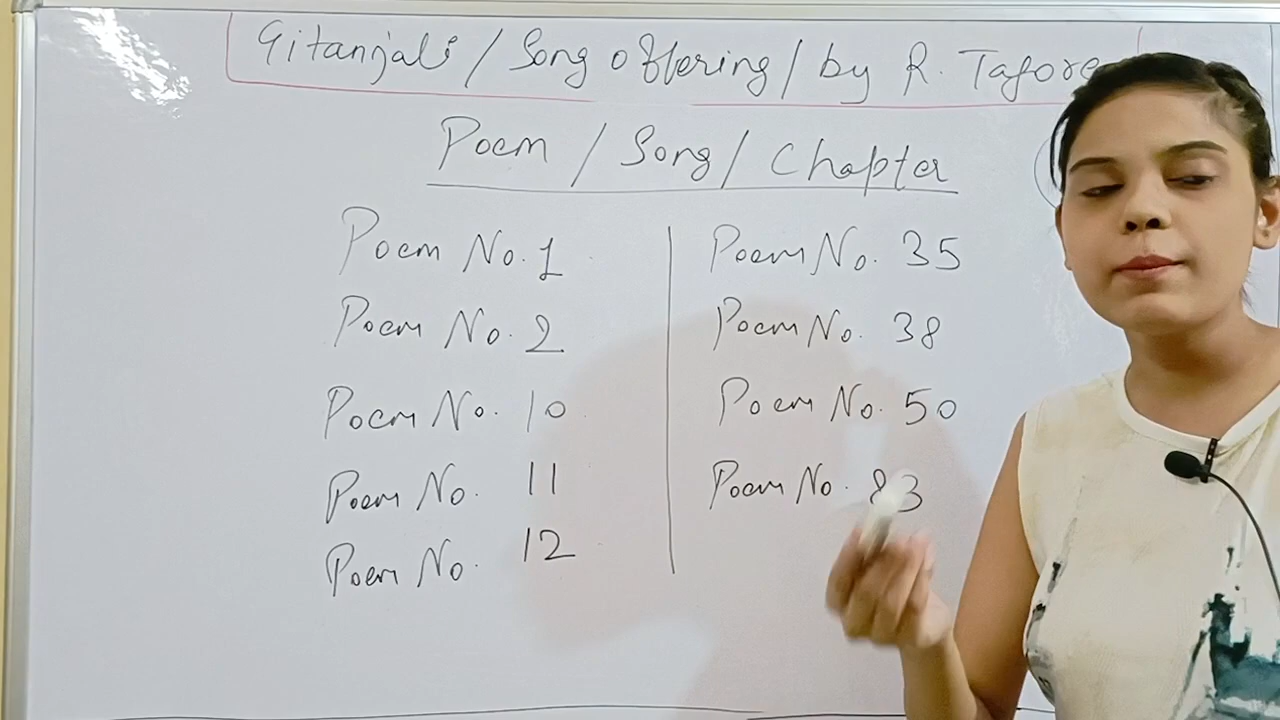 Gitanjali / Song offering / by R. Tagore
Poem / Song / Chapter
Poem No. 1
Poem No. 2
Poem No. 10
Poem No. 11
Poem No. 12
Poem No. 35
Poem No. 38
Poem No. 50
Poem No. 83